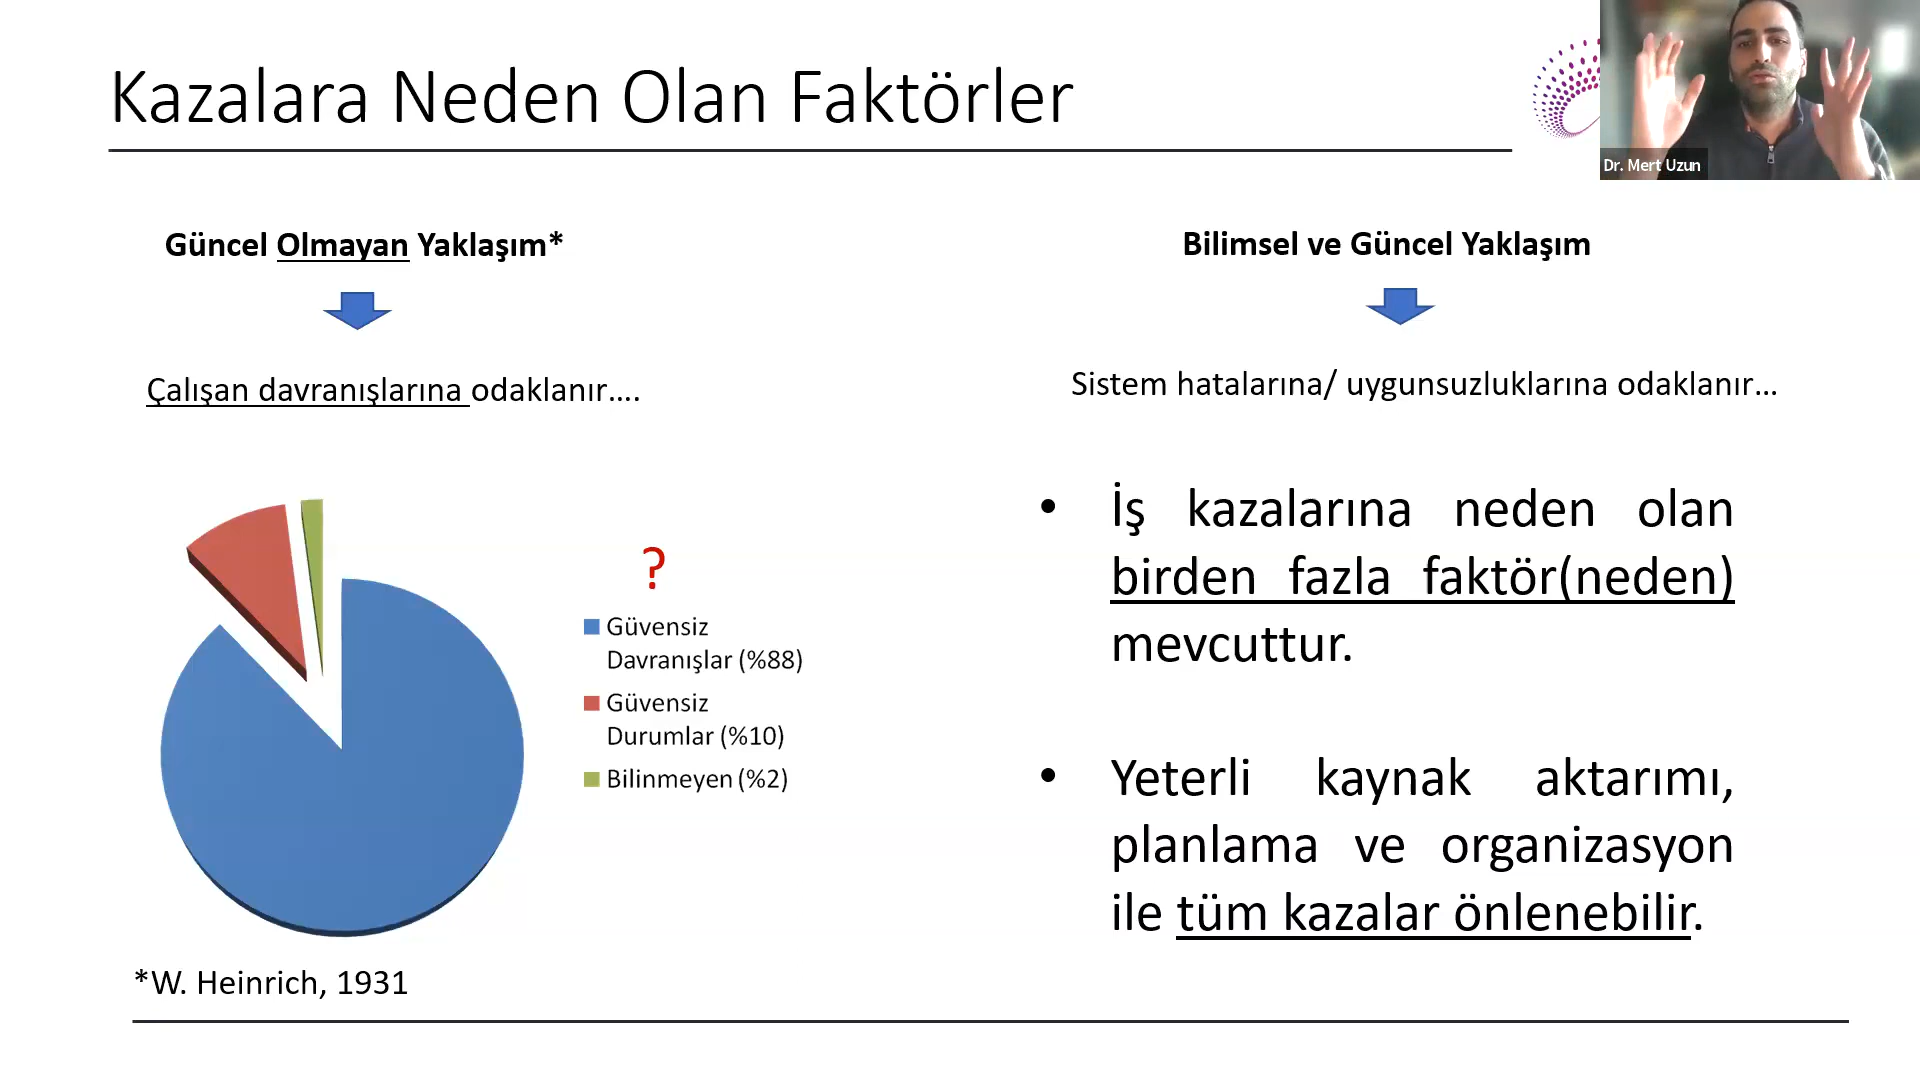 Kazalara Neden Olan Faktörler
Dr. Mert Uzun
Güncel Olmayan Yaklaşım*
Çalışan davranışlarına odaklanır....
?
Güvensiz
Davranışlar (%88)
Güvensiz
Durumlar (%10)
Bilinmeyen (%2)
*W. Heinrich, 1931
Bilimsel ve Güncel Yaklaşım
Sistem hatalarına/ uygunsuzluklarına odaklanır...
• İş kazalarına neden olan
birden fazla faktör(neden)
mevcuttur.
• Yeterli kaynak aktarımı,
planlama ve organizasyon
ile tüm kazalar önlenebilir.